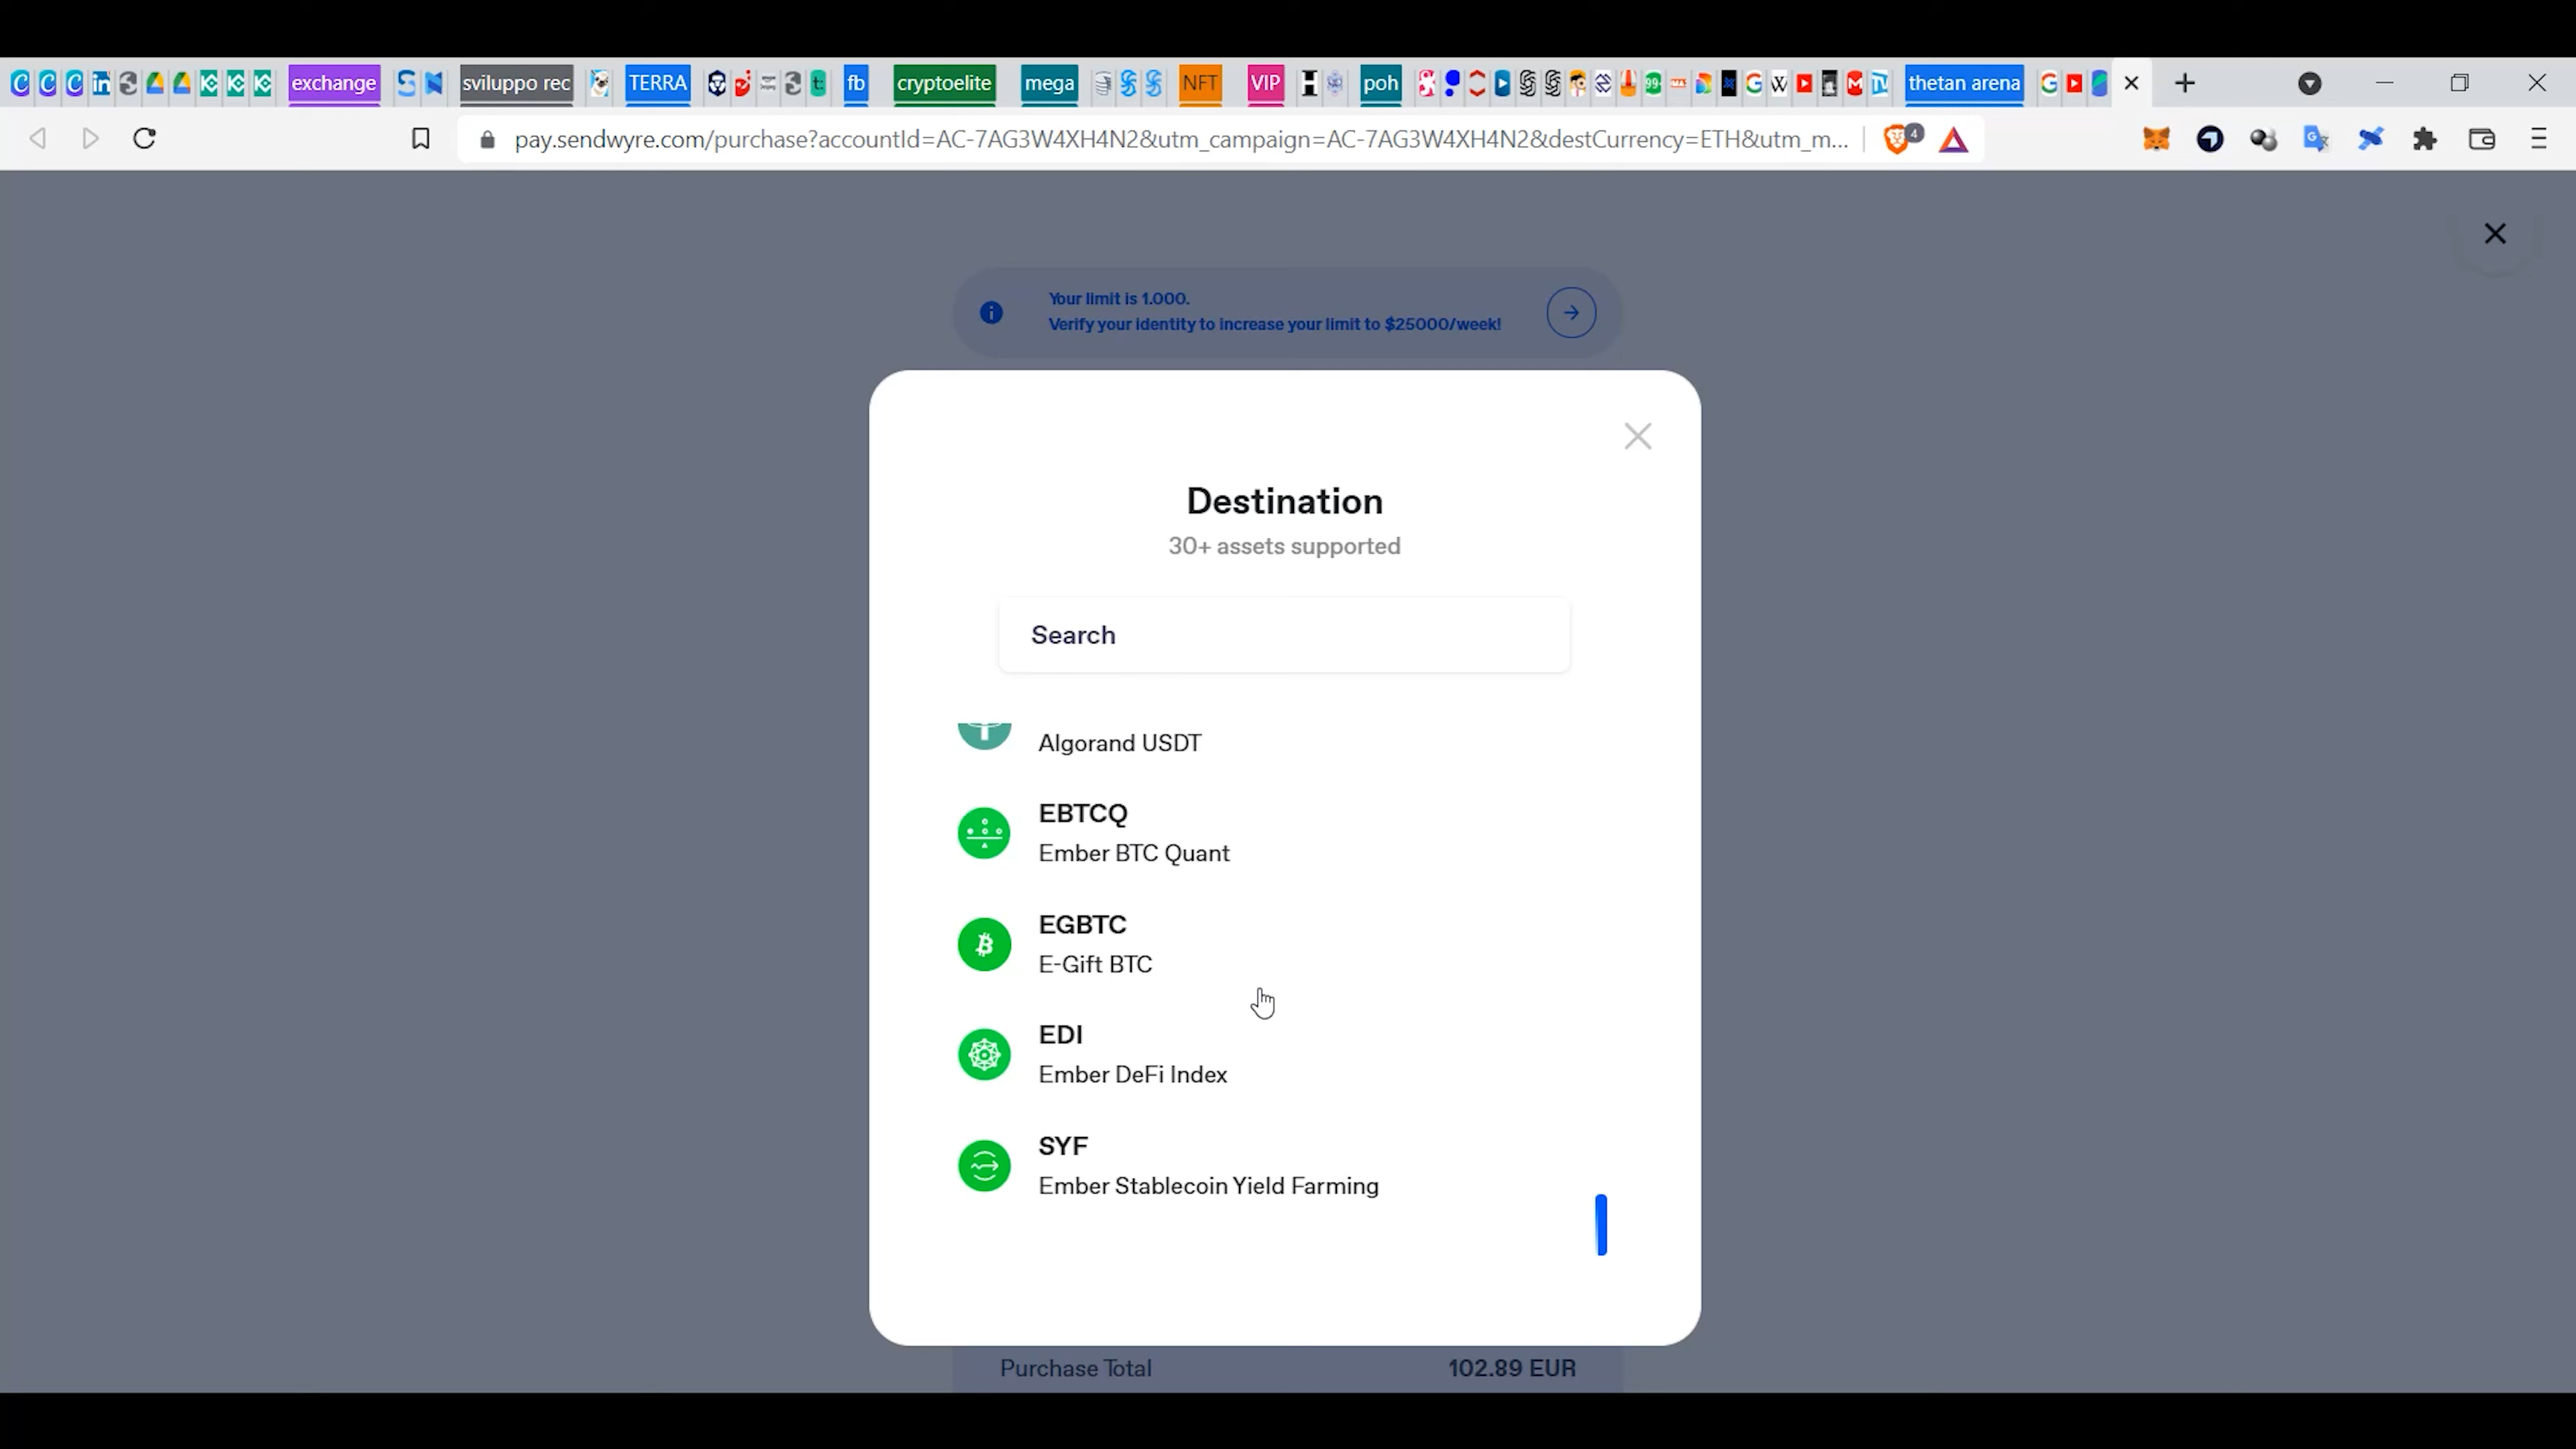 exchange sviluppo rec TERRA fb cryptoelite mega NFT VIP poh thetan arena
pay.sendwyre.com/purchase?accountId=AC-7AG3W4XH4N2&utm_campaign=AC-7AG3W4XH4N2&destCurrency=ETH&utm_m...
4
Your limit is 1.000.
Verify your identity to increase your limit to $25000/week!
Destination
30+ assets supported
Search
Algorand USDT
EBTCQ
Ember BTC Quant
EGBTC
E-Gift BTC
EDI
Ember DeFi Index
SYF
Ember Stablecoin Yield Farming
Purchase Total 102.89 EUR